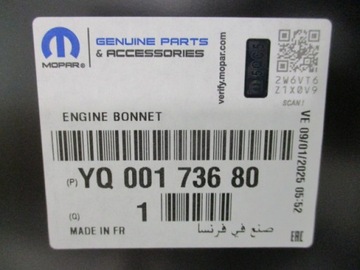 MOPAR®
GENUINE PARTS
& ACCESSORIES
verify.mopar.com
2W6VT6
Z1X0V9
SCAN!
ENGINE BONNET
VE 09/01/2025 05:52
(P) YQ 001 736 80
(Q) 1
MADE IN FR
صنع في فرنسا
EAC